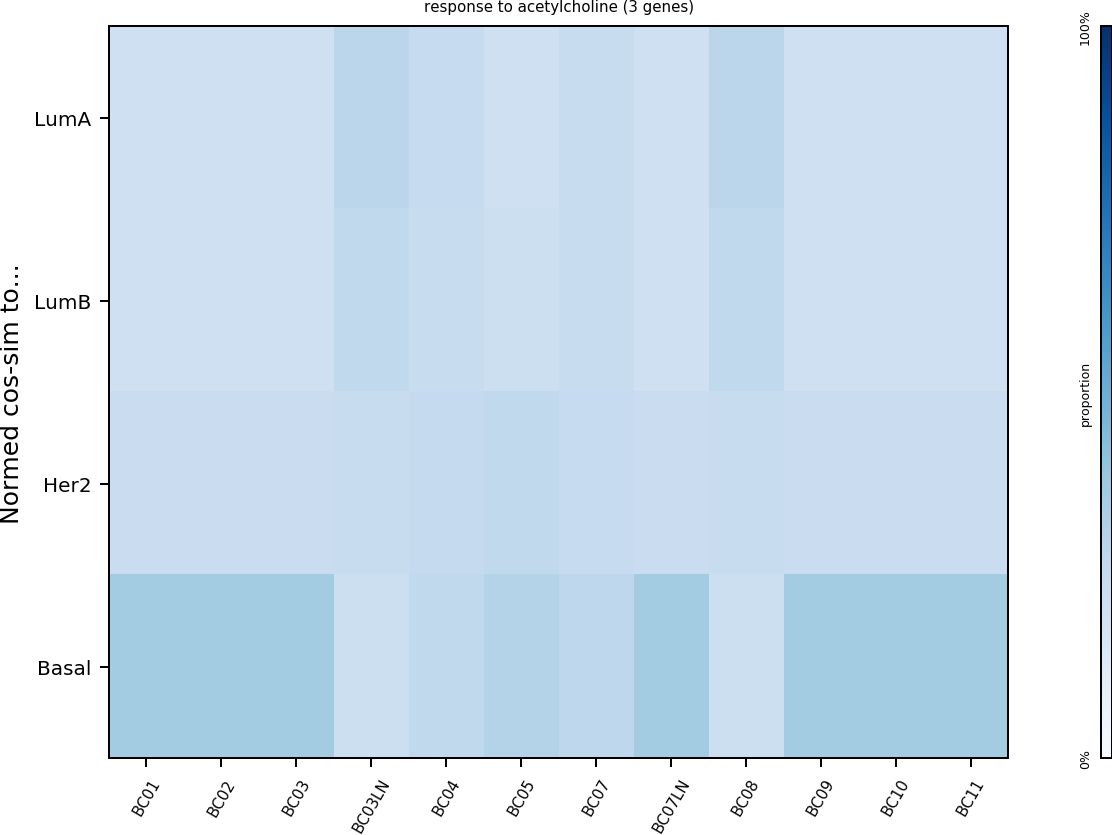 response to acetylcholine (3 genes)
Normed cos-sim to...
LumA
LumB
Her2
Basal
BC01
BC02
BC03
BC03LN
BC04
BC05
BC07
BC07LN
BC08
BC09
BC10
BC11
100%
proportion
0%